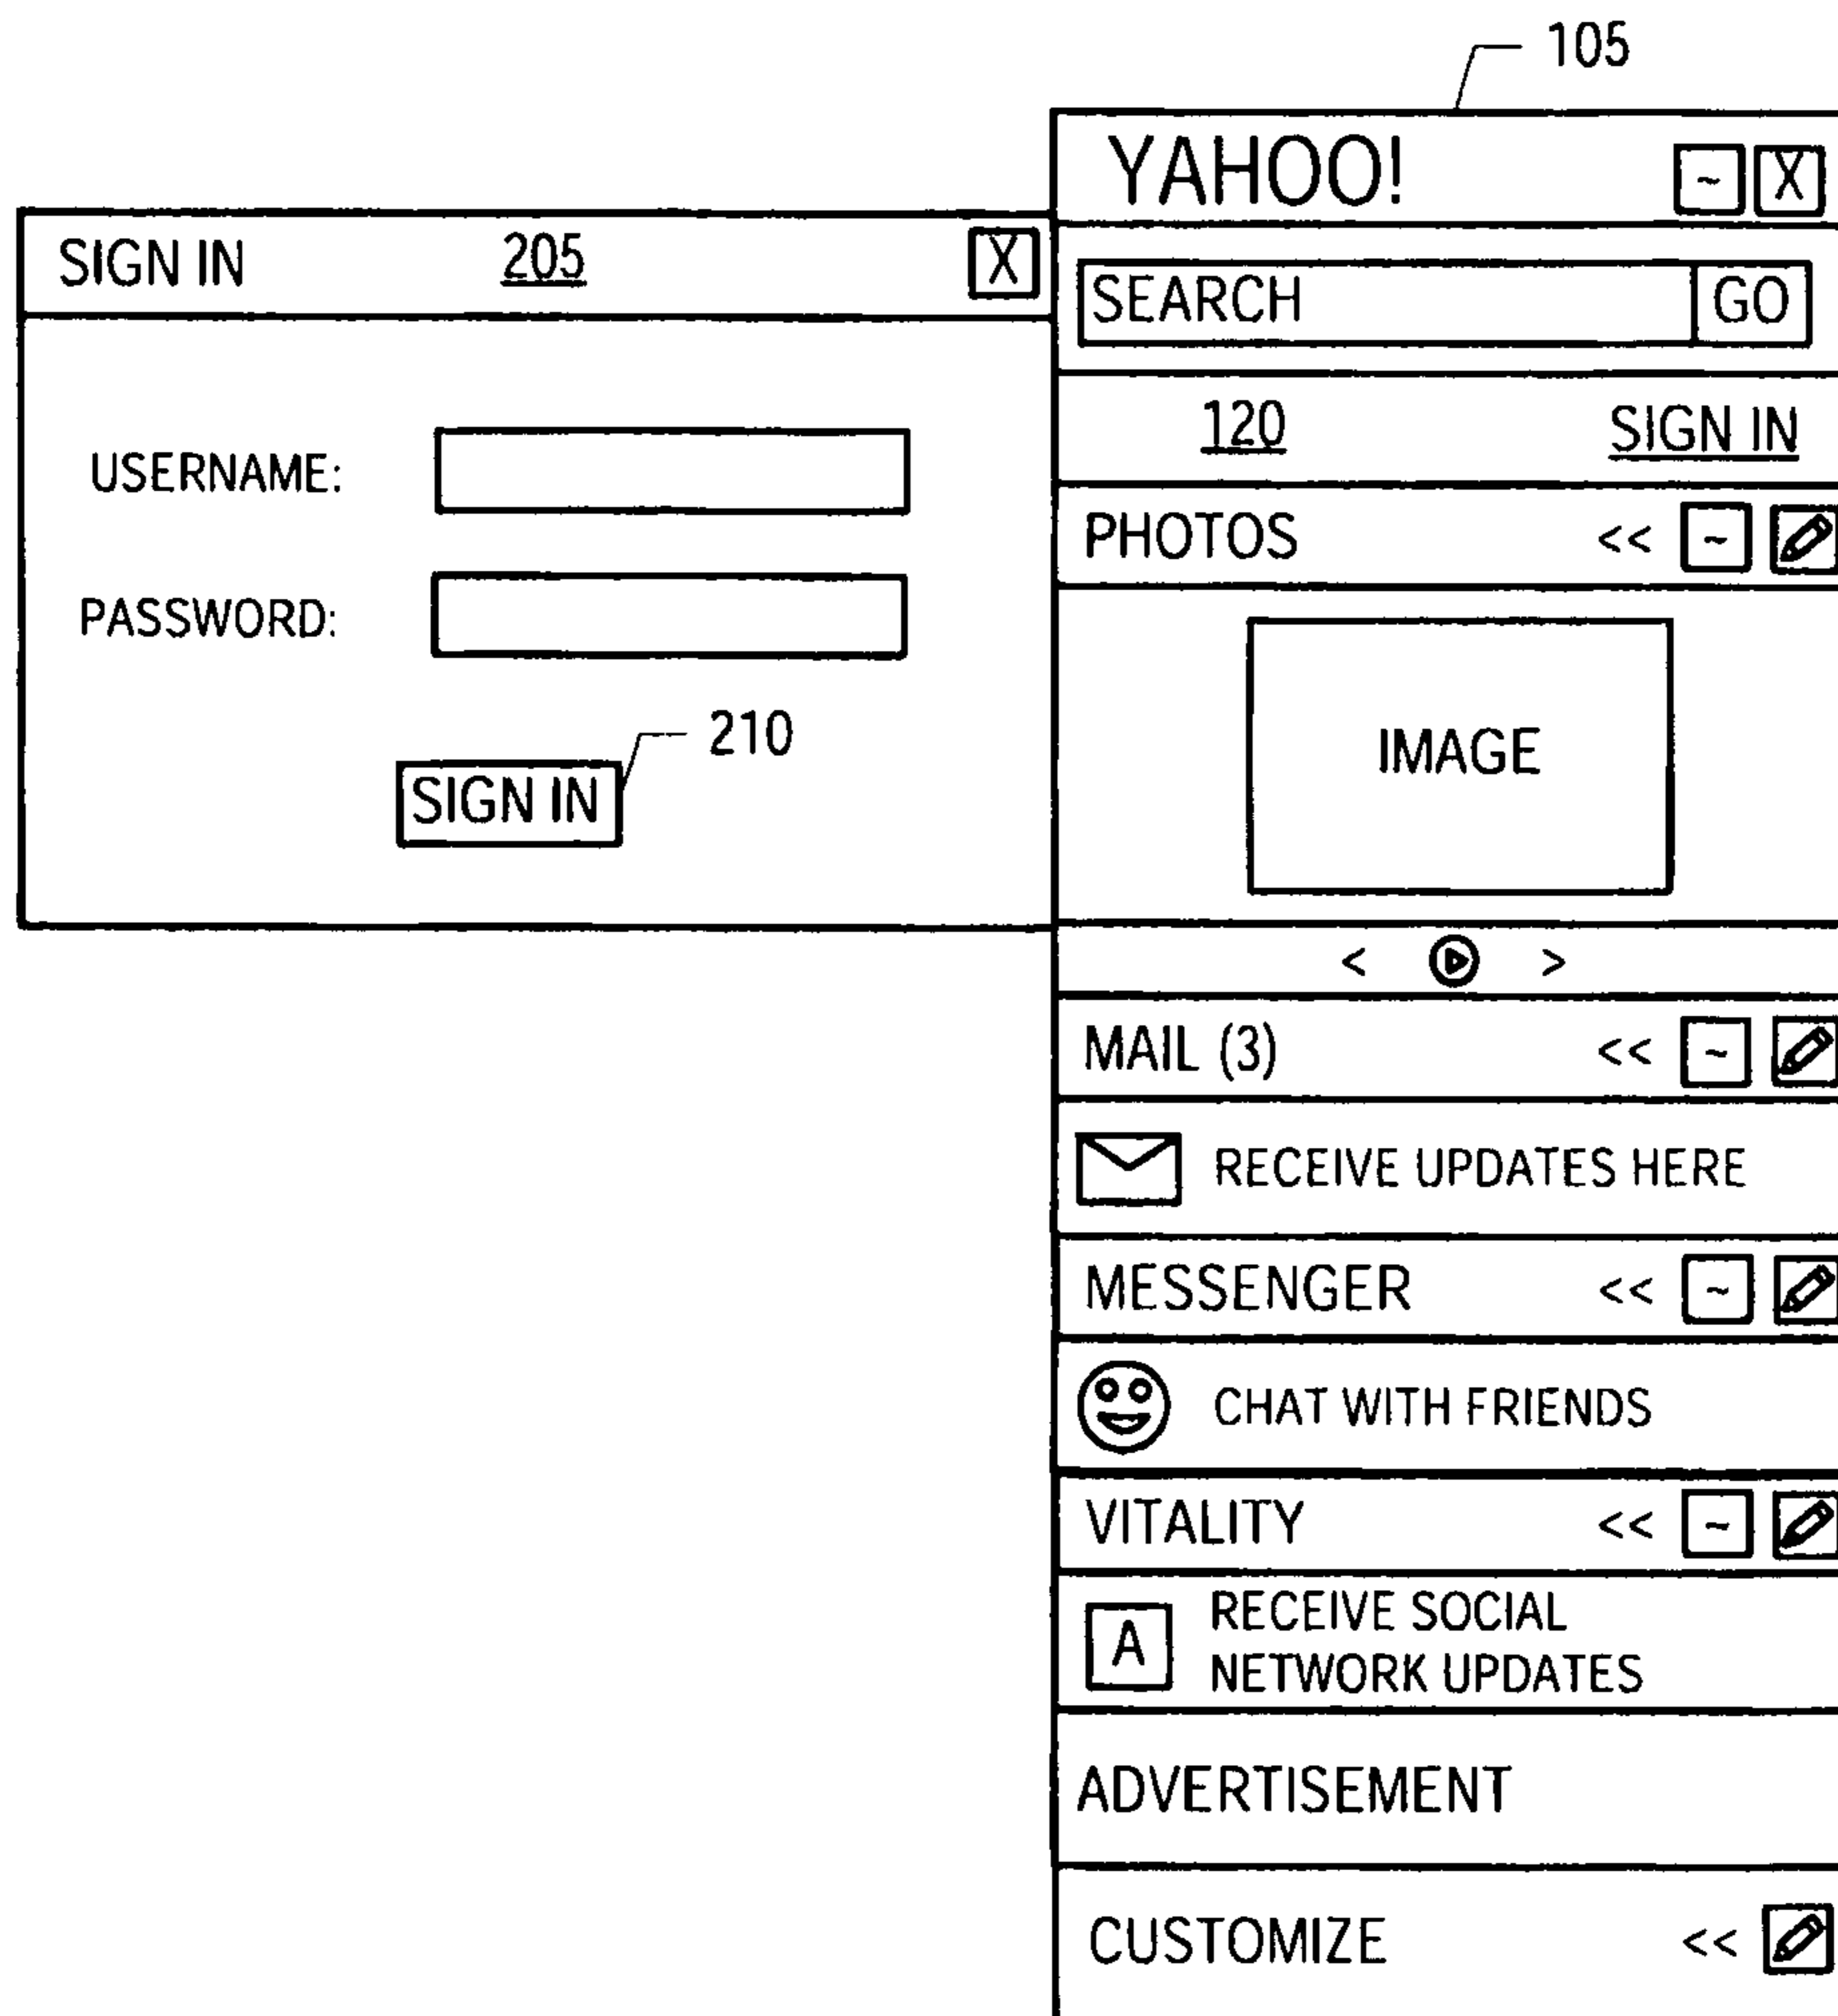 105
YAHOO! ~ X
SIGN IN 205 X
SEARCH GO
120 SIGN IN
USERNAME:
PASSWORD:
210
SIGN IN
PHOTOS << ~
IMAGE
< >
MAIL (3) << ~
RECEIVE UPDATES HERE
MESSENGER << ~
CHAT WITH FRIENDS
VITALITY << ~
A
RECEIVE SOCIAL
NETWORK UPDATES
ADVERTISEMENT
CUSTOMIZE <<